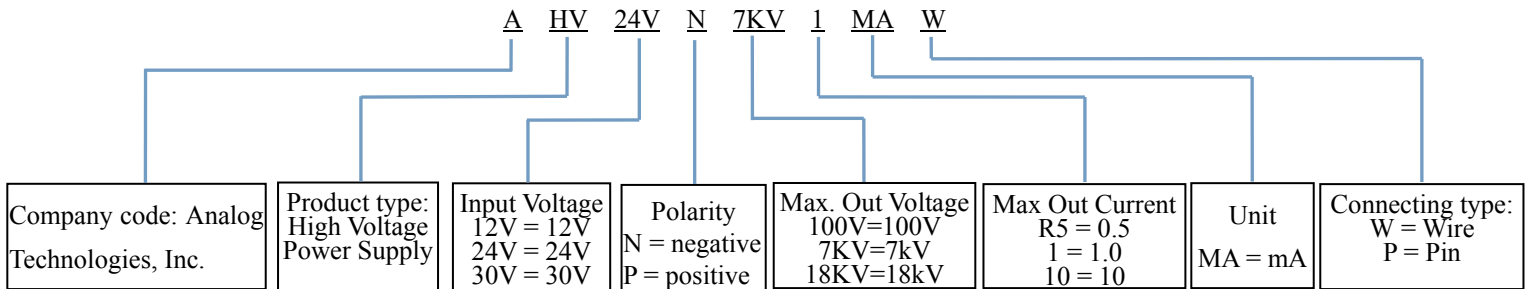 A HV 24V N 7KV 1 MA W
Company code: Analog
Technologies, Inc.
Product type:
High Voltage
Power Supply
Input Voltage
12V = 12V
24V = 24V
30V = 30V
Polarity
N = negative
P = positive
Max. Out Voltage
100V=100V
7KV=7kV
18KV=18kV
Max Out Current
R5 = 0.5
1 = 1.0
10 = 10
Unit
MA = mA
Connecting type:
W = Wire
P = Pin